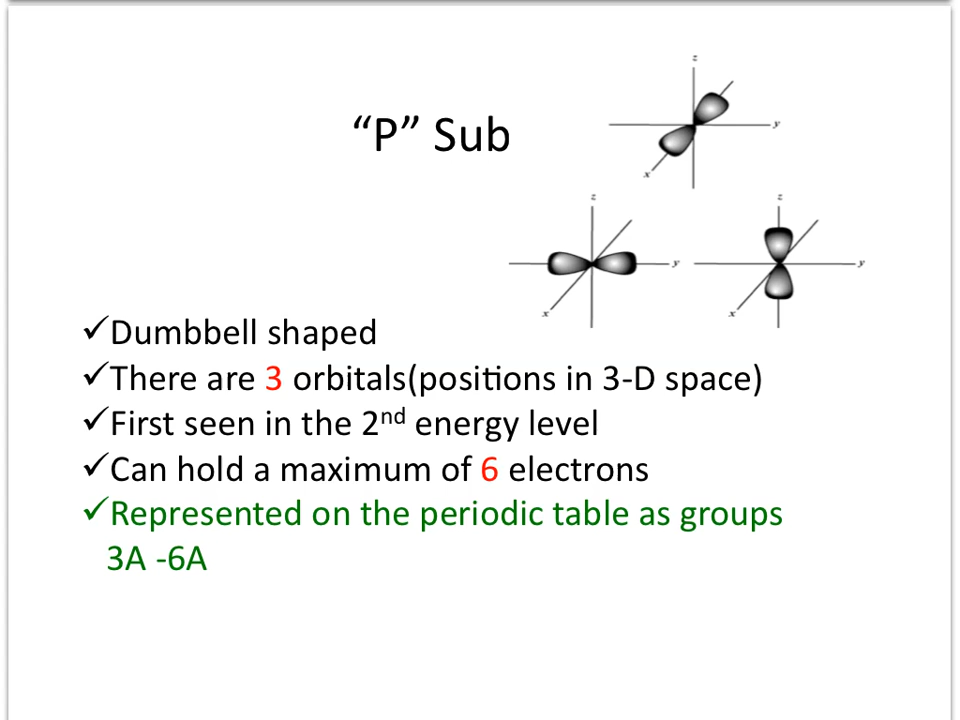 “P” Sub
z
y
x
z
y
x
z
y
x
✓Dumbbell shaped
✓There are 3 orbitals(positions in 3-D space)
✓First seen in the 2nd energy level
✓Can hold a maximum of 6 electrons
✓Represented on the periodic table as groups
3A -6A